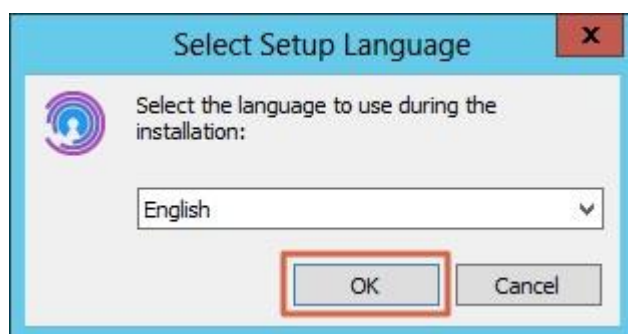 Select Setup Language
x
Select the language to use during the
installation:
English
OK
Cancel